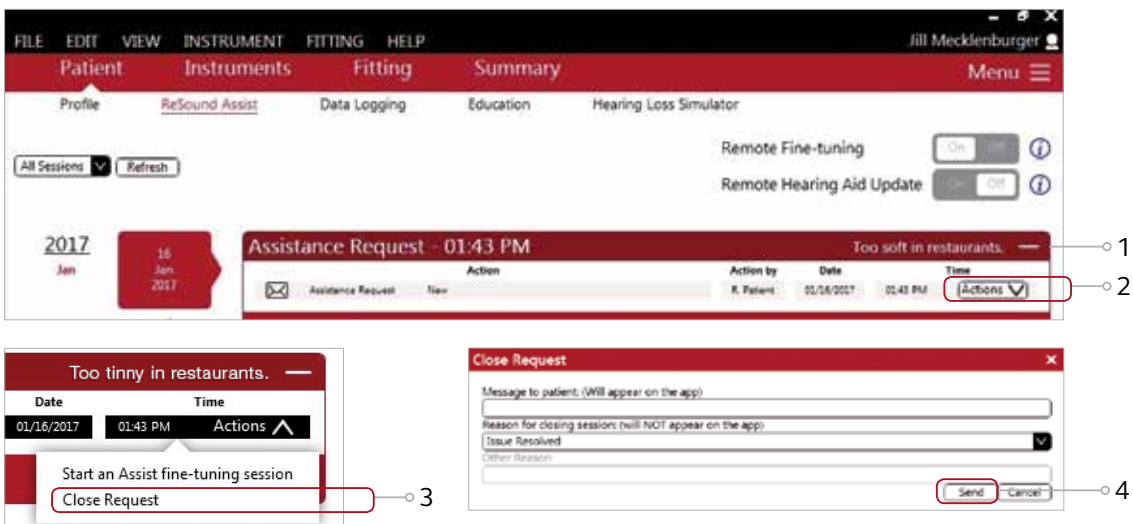 FILE EDIT VIEW INSTRUMENT FITTING HELP Jill Mecklenburger
Patient Instruments Fitting Summary Menu
Profile ReSound Assist Data Logging Education Hearing Loss Simulator
Remote Fine-tuning On Off
All Sessions Refresh
Remote Hearing Aid Update On Off
2017
Jan
16
Jan
2017
Assistance Request - 01:43 PM Too soft in restaurants. 1
Action Action by Date Time
Assistance Request New R. Patient 01/16/2017 01:43 PM Actions 2
Too tinny in restaurants.
Date Time
01/16/2017 01:43 PM Actions
Start an Assist fine-tuning session
Close Request 3
Close Request
Message to patient: (Will appear on the app)
Reason for closing session: (will NOT appear on the app)
Issue Resolved
Other Reason:
Send Cancel 4